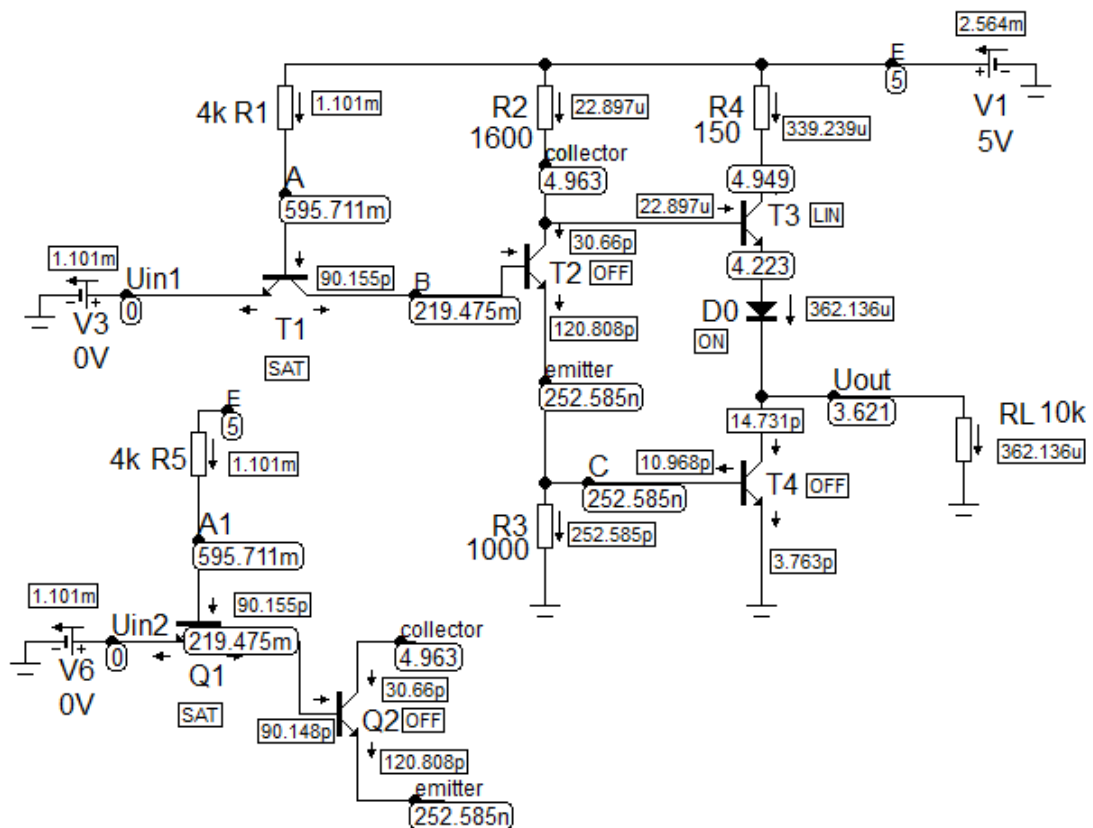 2.564m
E
5
V1
5V
4k R1
1.101m
R2
1600
22.897u
R4
150
339.239u
collector
4.963
4.949
A
595.711m
22.897u
T3
LIN
30.66p
T2
OFF
4.223
1.101m
Uin1
0
V3
0V
90.155p
T1
SAT
B
219.475m
120.808p
D0
ON
362.136u
emitter
252.585n
Uout
3.621
RL 10k
362.136u
E
5
4k R5
1.101m
14.731p
10.968p
T4
OFF
C
252.585n
R3
1000
252.585p
3.763p
A1
595.711m
1.101m
Uin2
0
V6
0V
90.155p
219.475m
Q1
SAT
collector
4.963
30.66p
Q2
OFF
90.148p
120.808p
emitter
252.585n